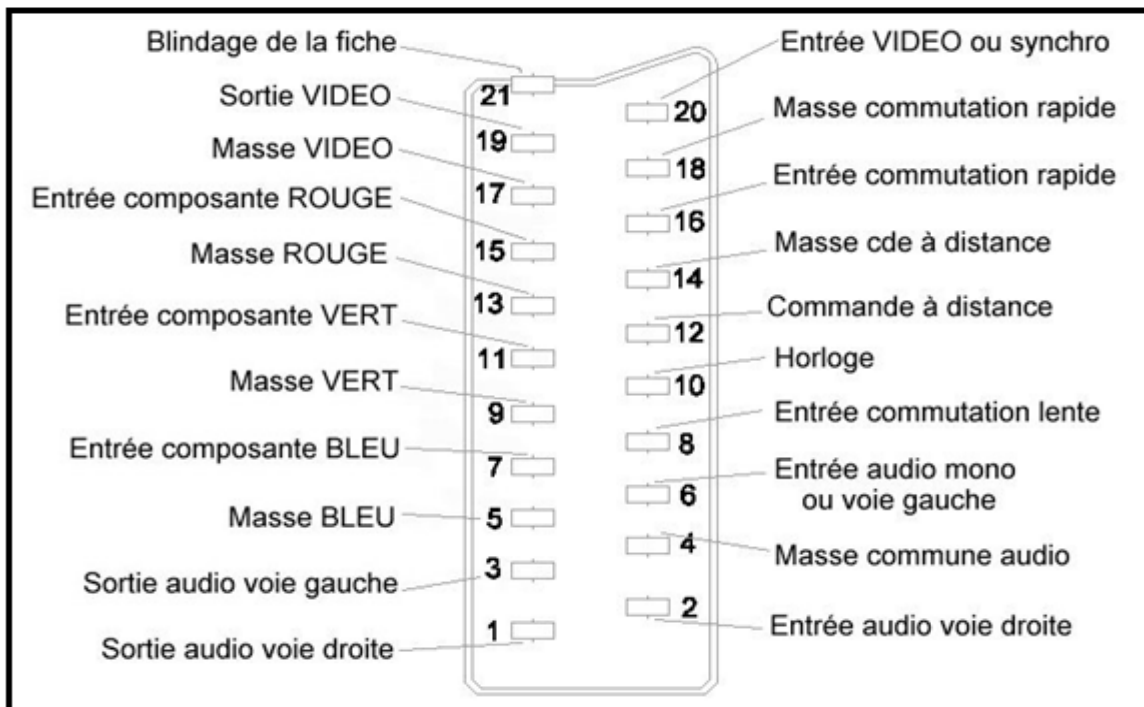 Blindage de la fiche
21
Sortie VIDEO
19
Masse VIDEO
17
Entrée composante ROUGE
15
Masse ROUGE
13
Entrée composante VERT
11
Masse VERT
9
Entrée composante BLEU
7
Masse BLEU
5
Sortie audio voie gauche
3
Sortie audio voie droite
1
Entrée VIDEO ou synchro
20
Masse commutation rapide
18
Entrée commutation rapide
16
Masse cde à distance
14
Commande à distance
12
Horloge
10
Entrée commutation lente
8
Entrée audio mono
ou voie gauche
6
Masse commune audio
4
Entrée audio voie droite
2